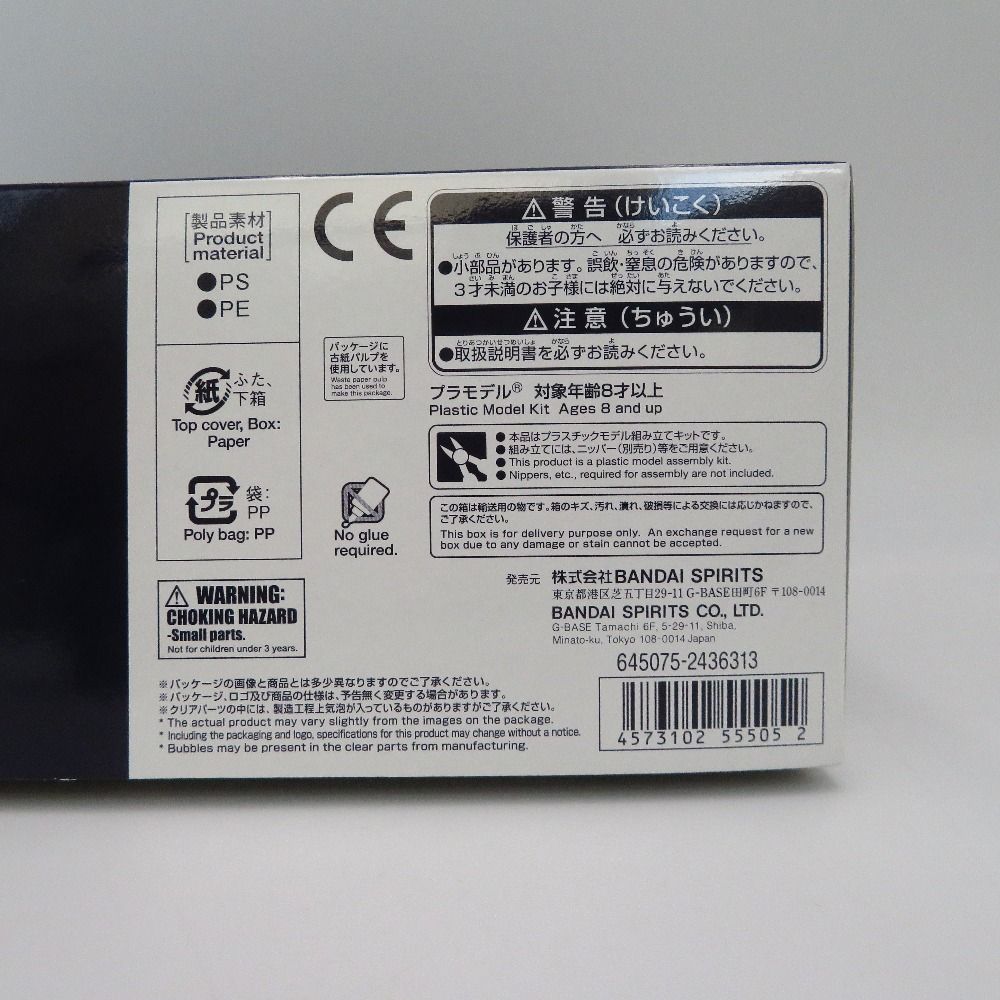 [製品素材]
Product
material
●PS
●PE
紙
ふた、
下箱
Top cover, Box:
Paper
プラ
袋:
PP
Poly bag: PP
CE
パッケージに
古紙パルプを
使用しています。
Waste paper pulp
has been used to
make this package.
No glue
required.
⚠ WARNING:
CHOKING HAZARD
-Small parts.
Not for children under 3 years.
⚠警告(けいこく)
保護者の方へ 必ずお読みください。
●小部品があります。誤飲・窒息の危険がありますので、
3才未満のお子様には絶対に与えないでください。
⚠注意(ちゅうい)
●取扱説明書を必ずお読みください。
プラモデル® 対象年齢8才以上
Plastic Model Kit Ages 8 and up
●本品はプラスチックモデル組み立てキットです。
●組み立てには、ニッパー(別売り)等をご用意ください。
●This product is a plastic model assembly kit.
●Nippers, etc., required for assembly are not included.
この箱は輸送用の物です。箱のキズ、汚れ、潰れ、破損等による交換には応じかねますので、
ご了承ください。
This box is for delivery purpose only. An exchange request for a new
box due to any damage or stain cannot be accepted.
発売元 株式会社BANDAI SPIRITS
東京都港区芝五丁目29-11 G-BASE田町6F 〒108-0014
BANDAI SPIRITS CO., LTD.
G-BASE Tamachi 6F, 5-29-11, Shiba,
Minato-ku, Tokyo 108-0014 Japan
645075-2436313
4573102 55505 2
※パッケージの画像と商品とは多少異なりますのでご了承ください。
※パッケージ、ロゴ及び商品の仕様は、予告無く変更する場合があります。
※クリアパーツの中には、製造工程上気泡が入っているものがありますがご了承ください。
* The actual product may vary slightly from the images on the package.
* Including the packaging and logo, specifications for this product may change without a notice.
* Bubbles may be present in the clear parts from manufacturing.